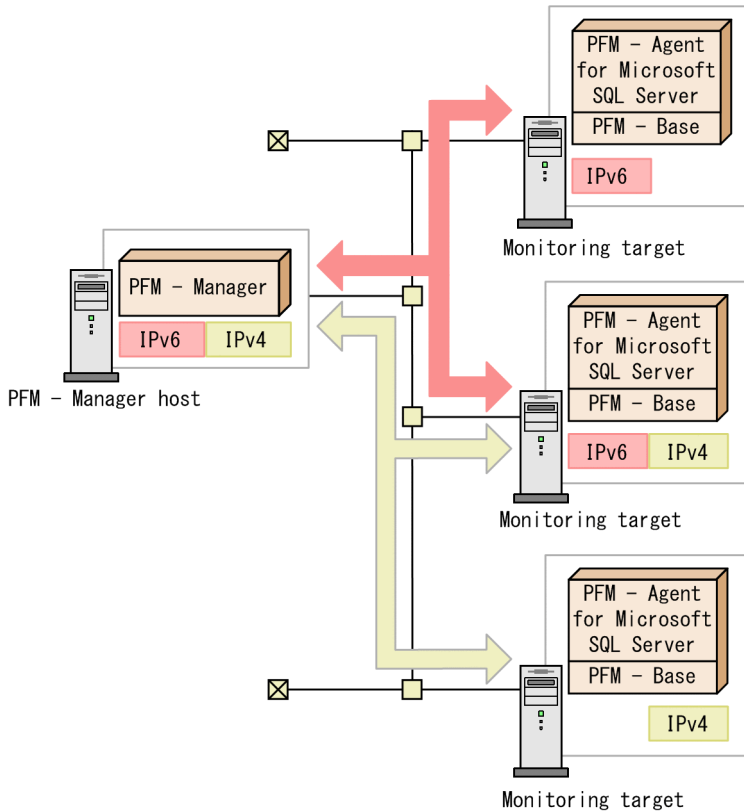 PFM - Agent
for Microsoft
SQL Server
PFM - Base
IPv6
Monitoring target
PFM - Manager
IPv6
IPv4
PFM - Manager host
PFM - Agent
for Microsoft
SQL Server
PFM - Base
IPv6
IPv4
Monitoring target
PFM - Agent
for Microsoft
SQL Server
PFM - Base
IPv4
Monitoring target